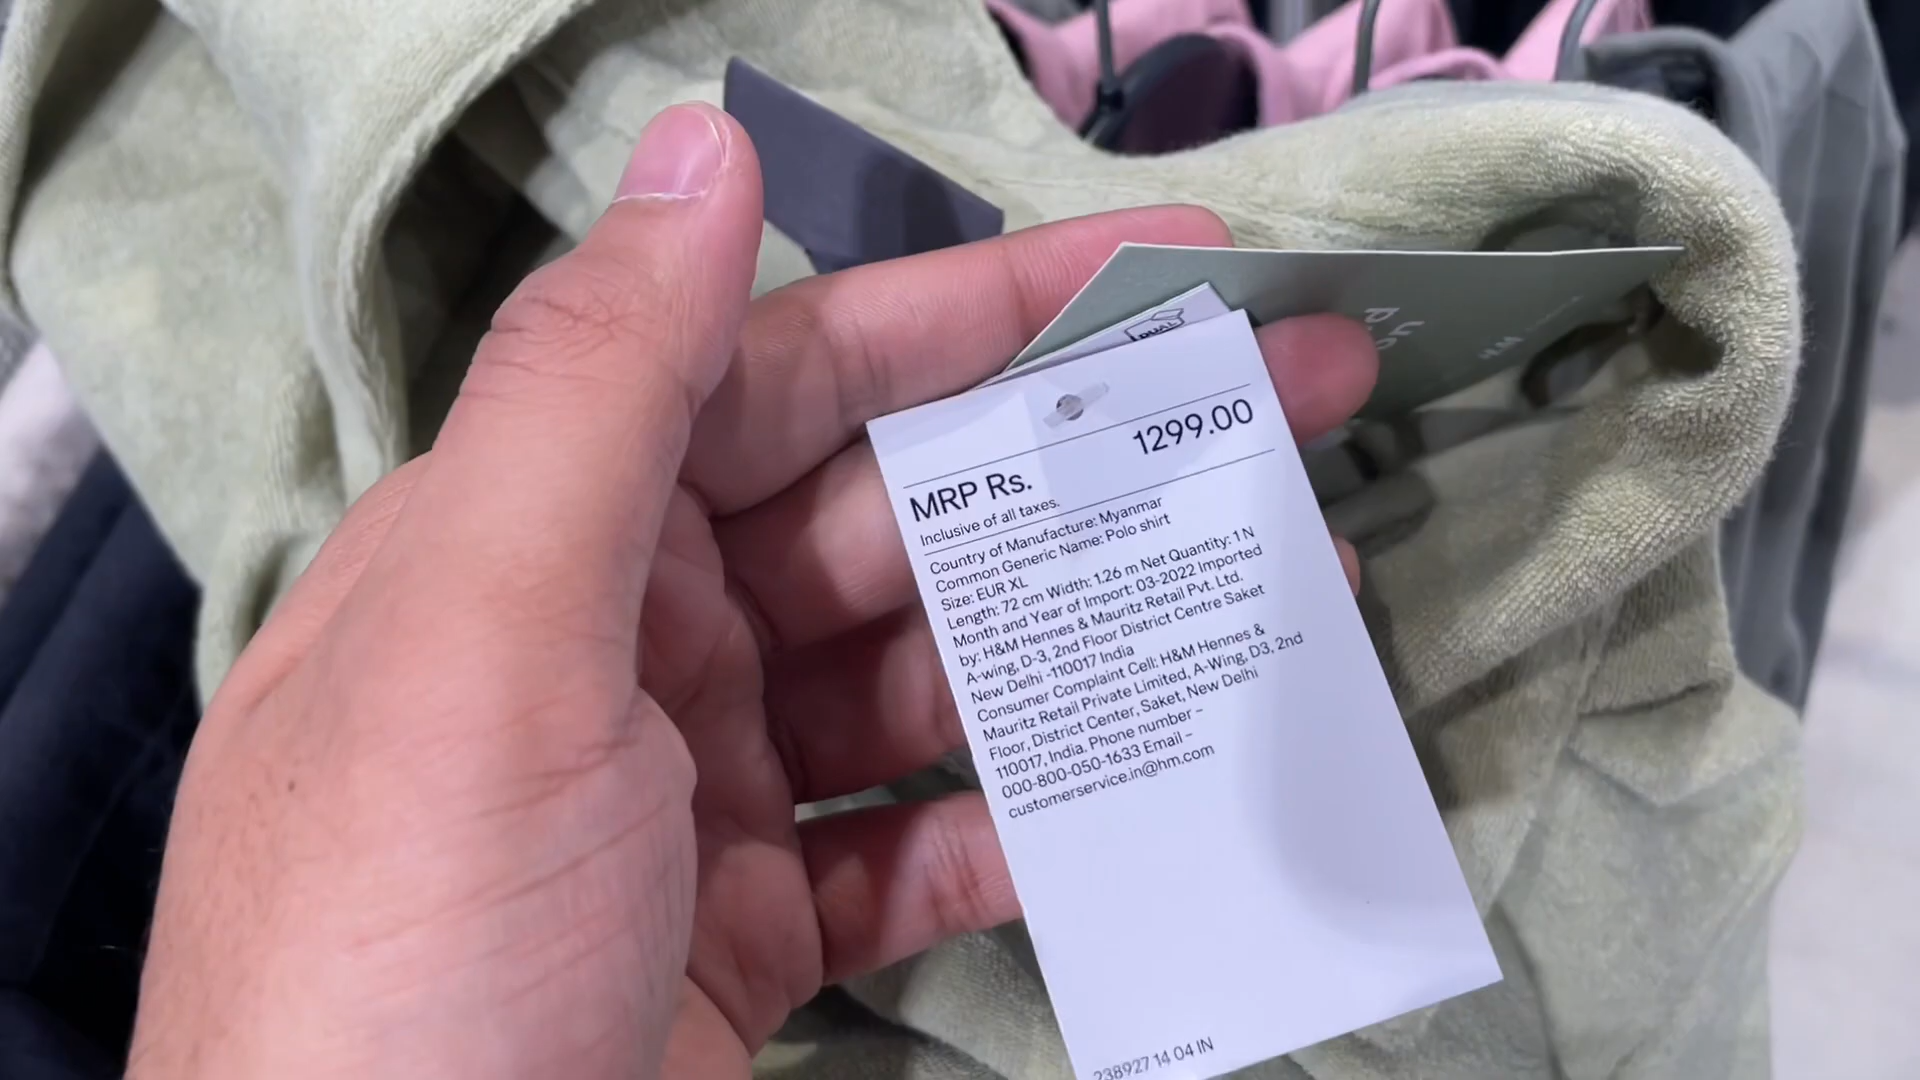 DUAL
H&M
1299.00
MRP Rs.
Inclusive of all taxes.
Country of Manufacture: Myanmar
Common Generic Name: Polo shirt
Size: EUR XL
Length: 72 cm Width: 1.26 m Net Quantity: 1 N
Month and Year of Import: 03-2022 Imported
by: H&M Hennes & Mauritz Retail Pvt. Ltd.
A-wing, D-3, 2nd Floor District Centre Saket
New Delhi -110017 India
Consumer Complaint Cell: H&M Hennes &
Mauritz Retail Private Limited, A-Wing, D3, 2nd
Floor, District Center, Saket, New Delhi
110017, India. Phone number –
000-800-050-1633 Email –
customerservice.in@hm.com
238927 14 04 IN